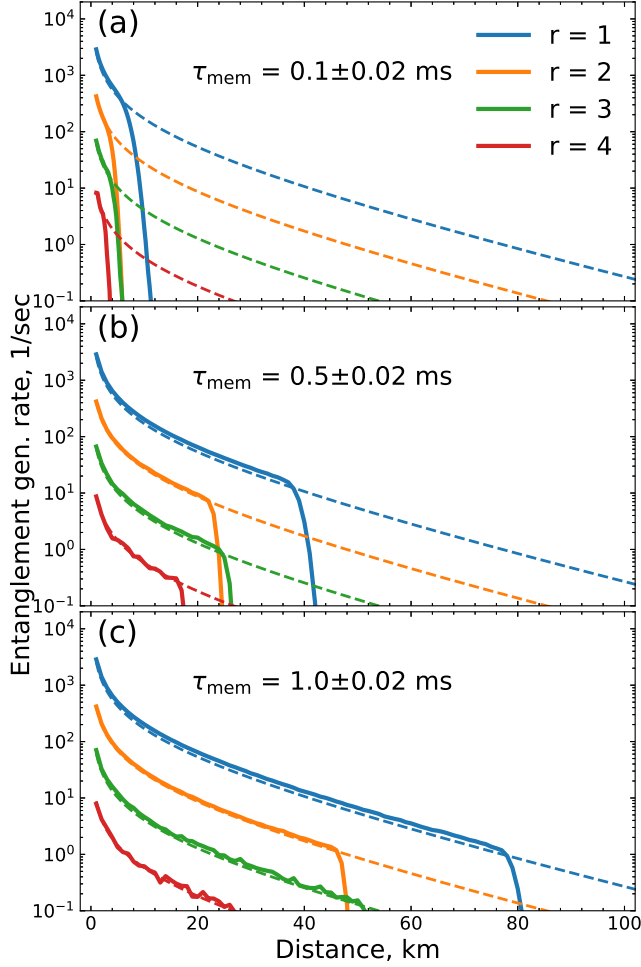 (a)
τmem = 0.1±0.02 ms
r = 1
r = 2
r = 3
r = 4
10⁴
10³
10²
10¹
10⁰
10⁻¹
(b)
τmem = 0.5±0.02 ms
10⁴
10³
10²
10¹
10⁰
10⁻¹
(c)
τmem = 1.0±0.02 ms
10⁴
10³
10²
10¹
10⁰
10⁻¹
0 20 40 60 80 100
Distance, km
Entanglement gen. rate, 1/sec